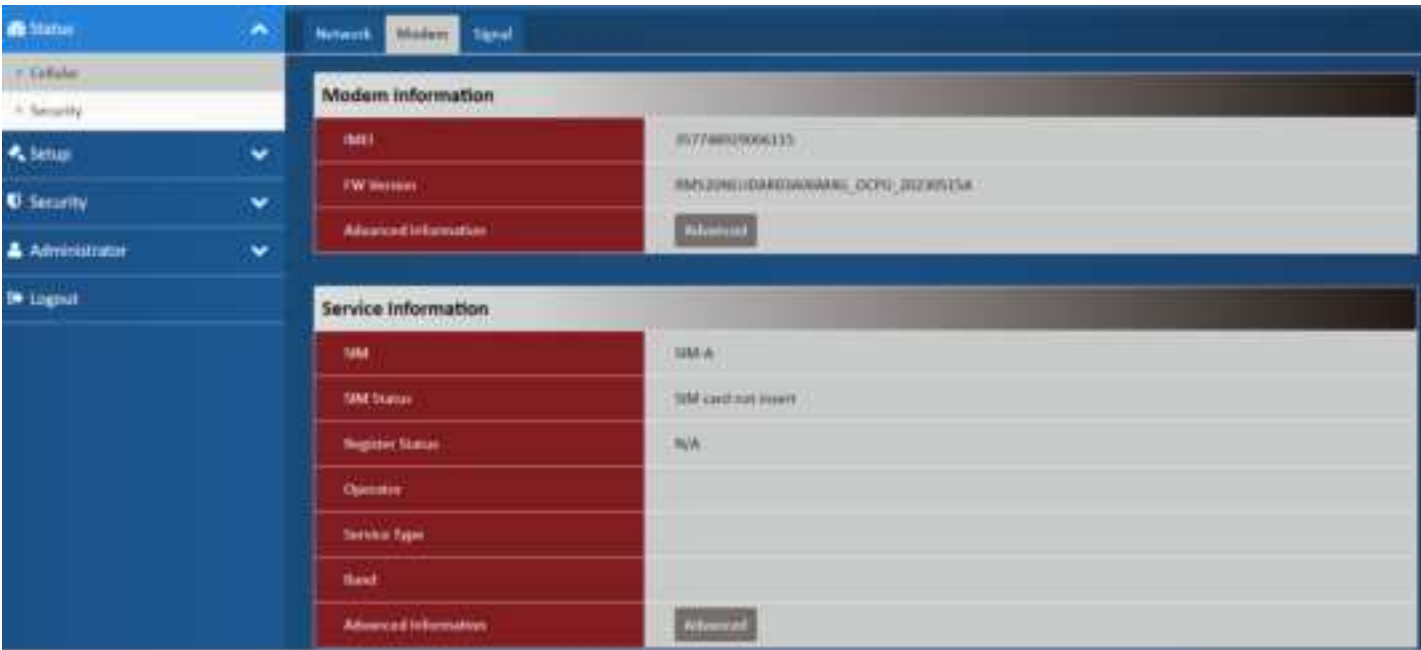 Status
Cellular
Security
Setup
Security
Administrator
Logout
Network Modem Signal
Modem Information
IMEI
FW Version
Advanced Information Advanced
Service Information
SIM SIM-A
SIM Status SIM card not insert
Register Status N/A
Operator
Service Type
Band
Advanced Information Advanced